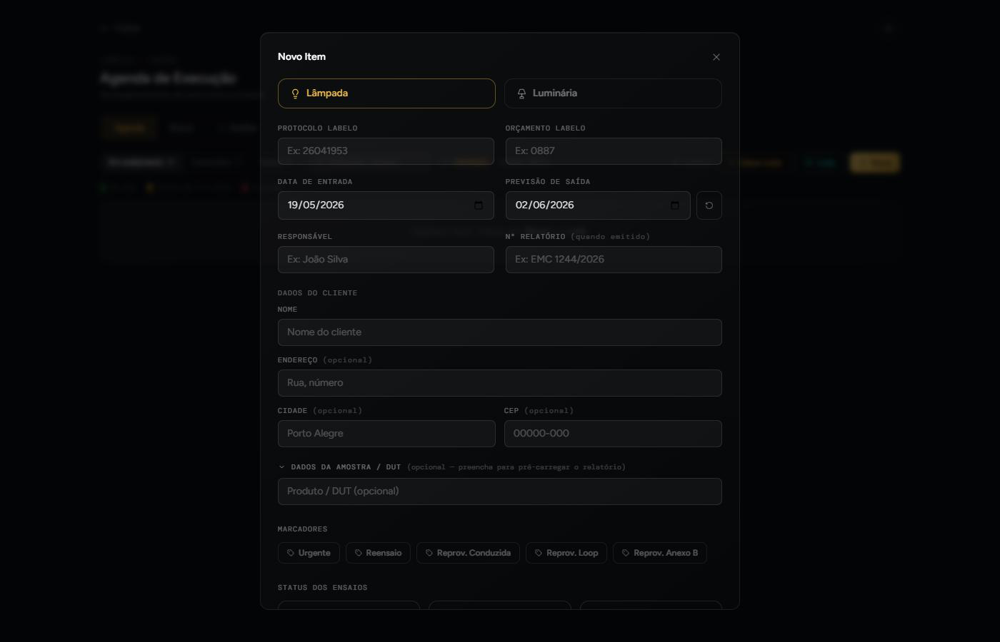 Agenda de Execução
Novo Item
Lâmpada
Luminária
PROTOCOLO LABELO
ORÇAMENTO LABELO
Ex: 26041953
Ex: 0887
DATA DE ENTRADA
PREVISÃO DE SAÍDA
19/05/2026
02/06/2026
RESPONSÁVEL
Nº RELATÓRIO (quando emitido)
Ex: João Silva
Ex: EMC 1244/2026
DADOS DO CLIENTE
NOME
Nome do cliente
ENDEREÇO (opcional)
Rua, número
CIDADE (opcional)
CEP (opcional)
Porto Alegre
00000-000
DADOS DA AMOSTRA / DUT (opcional — preencha para pré-carregar o relatório)
Produto / DUT (opcional)
MARCADORES
Urgente
Reensaio
Reprov. Conduzida
Reprov. Loop
Reprov. Anexo B
STATUS DOS ENSAIOS